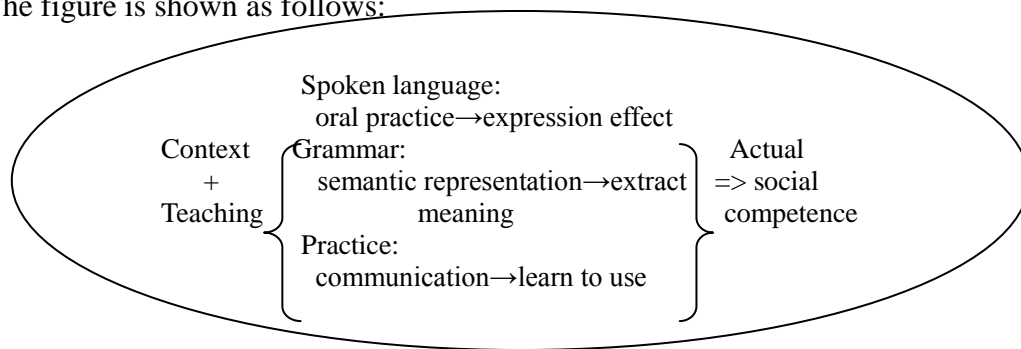 he figure is shown as follows:
Spoken language:
oral practice→expression effect
Context Grammar: Actual
+ semantic representation→extract => social
Teaching meaning competence
Practice:
communication→learn to use